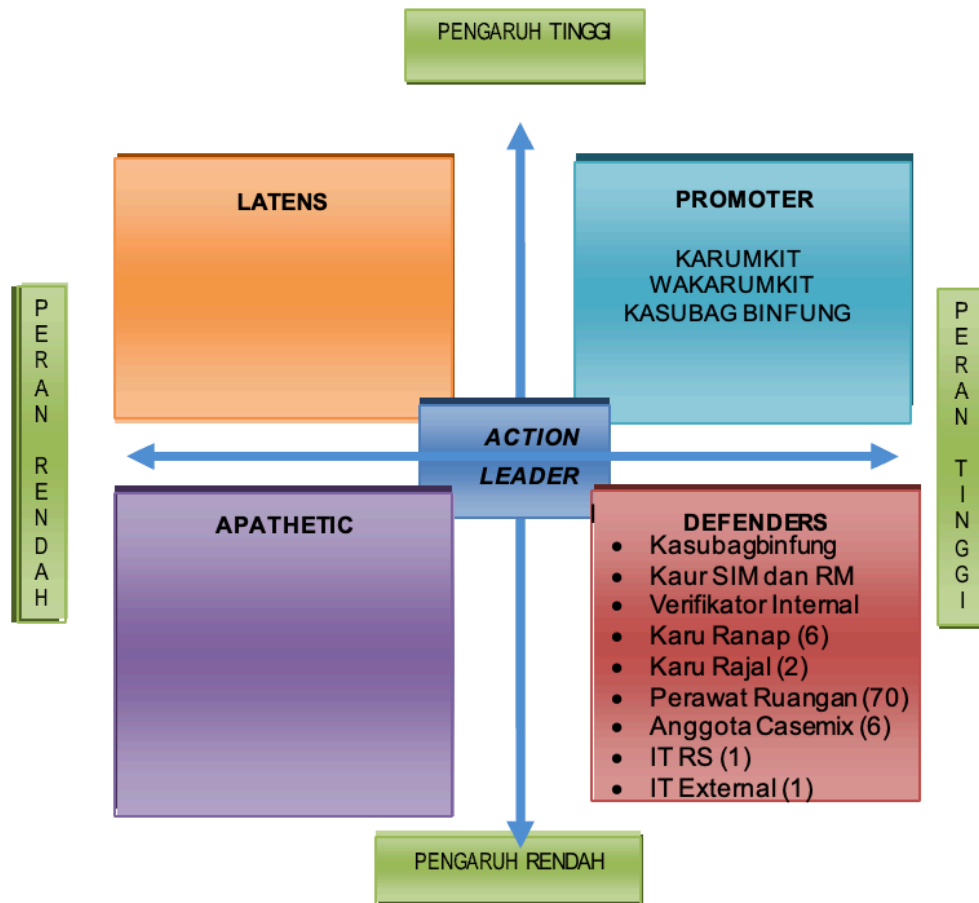 PENGARUH TINGGI
LATENS
PROMOTER
KARUMKIT
WAKARUMKIT
KASUBAG BINFUNG
PERAN RENDAH
PERAN TINGGI
ACTION
LEADER
APATHETIC
DEFENDERS
• Kasubagbinfung
• Kaur SIM dan RM
• Verifikator Internal
• Karu Ranap (6)
• Karu Rajal (2)
• Perawat Ruangan (70)
• Anggota Casemix (6)
• IT RS (1)
• IT External (1)
PENGARUH RENDAH